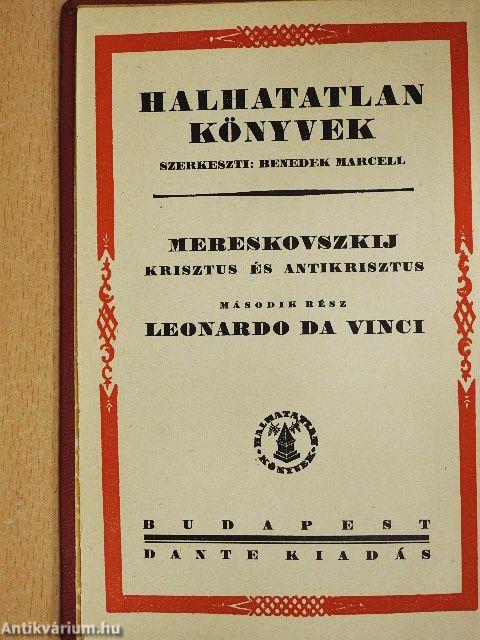 HALHATATLAN
KÖNYVEK
SZERKESZTI: BENEDEK MARCELL
MERESKOVSZKIJ
KRISZTUS ÉS ANTIKRISZTUS
MÁSODIK RÉSZ
LEONARDO DA VINCI
HALHATATLAN
KÖNYVEK
BUDAPEST
DANTE KIADÁS
Antikvárium.hu